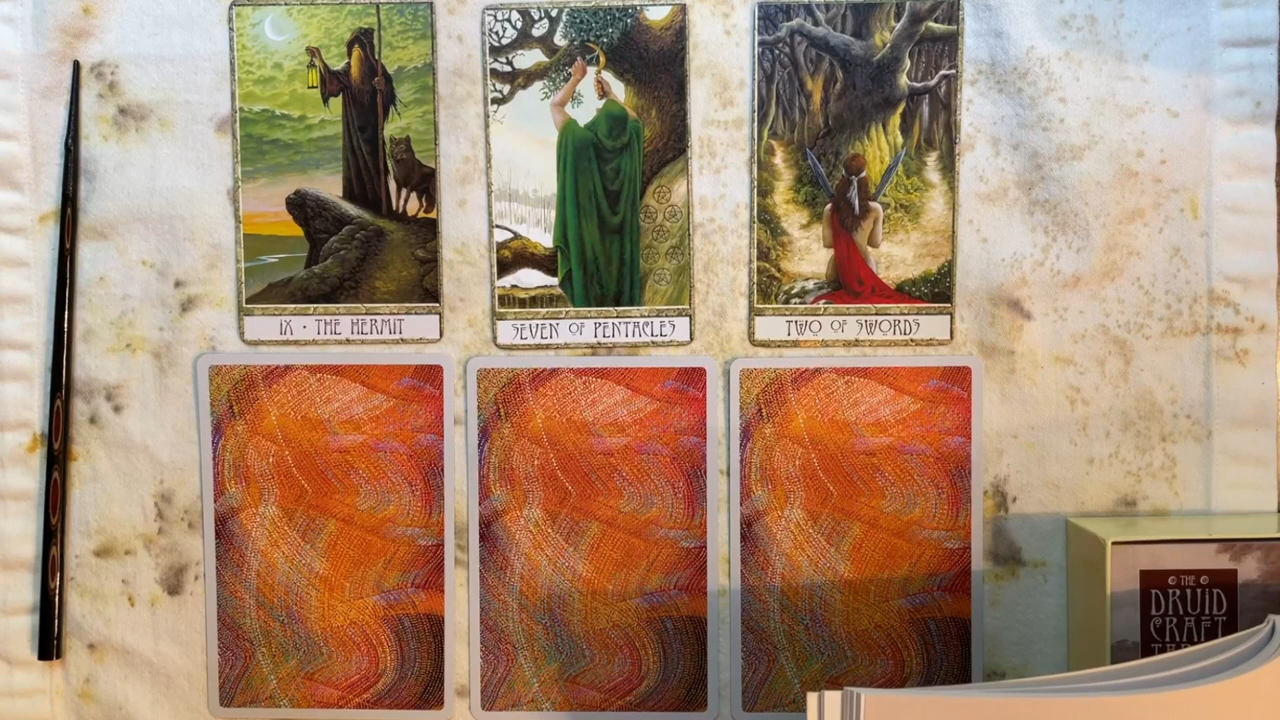 IX • THE HERMIT
SEVEN OF PENTACLES
TWO OF SWORDS
THE
DRUID
CRAFT